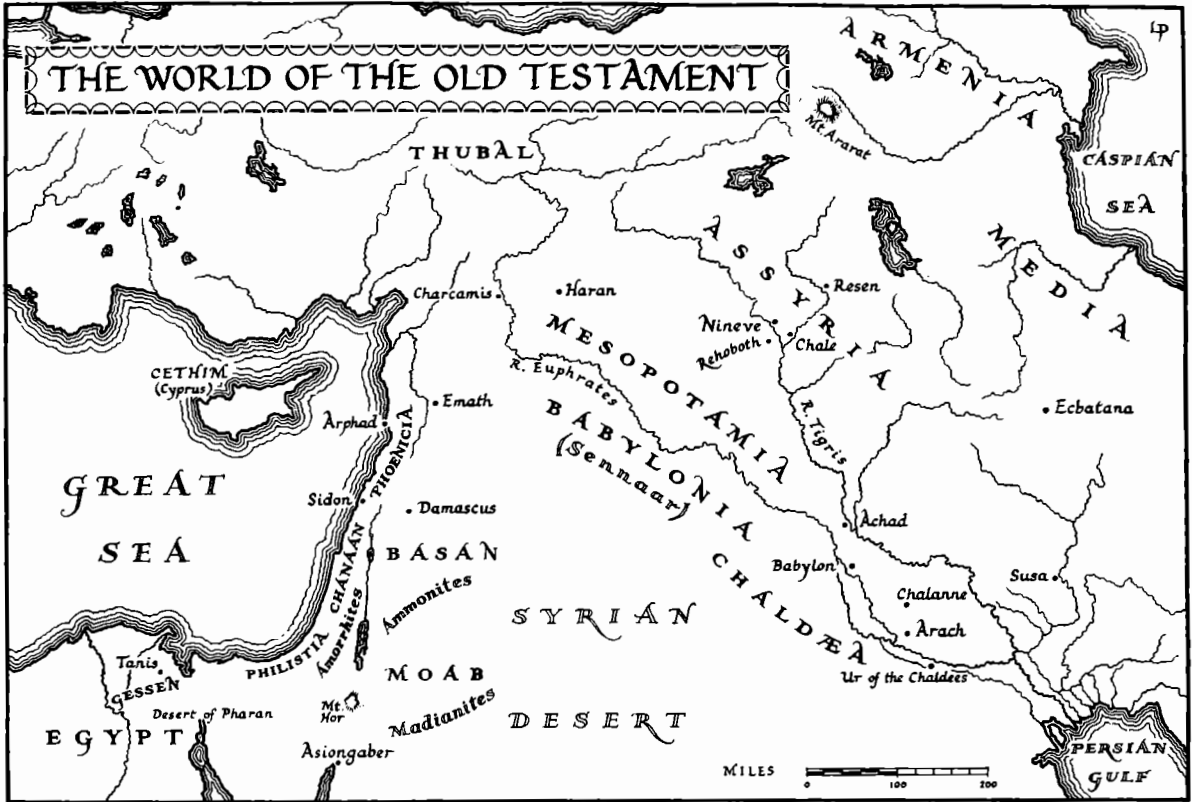 THE WORLD OF THE OLD TESTAMENT
LP
ARMENIA
Mt. Ararat
THUBAL
CASPIAN
SEA
ASSYRIA
MEDIA
Charcamis
Haran
Resen
Nineve
Rehoboth
Chale
MESOPOTAMIA
R. Euphrates
CETHIM
(Cyprus)
Arphad
Emath
PHOENICIA
BABYLONIA
(Sennaar)
R. Tigris
Ecbatana
GREAT
SEA
Sidon
Damascus
Achad
BASAN
CHANAAN
Amorrhites
Ammonites
CHALDÆA
Babylon
Susa
Chalanne
Arach
Ur of the Chaldees
SYRIAN
DESERT
PHILISTIA
Tanis
GESSEN
MOAB
Mt.
Hor
Madianites
Desert of Pharan
EGYPT
Asiongaber
MILES
0 100 200
PERSIAN
GULF